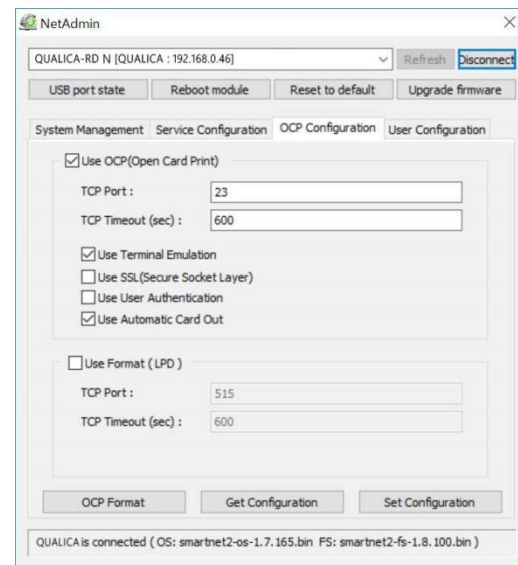 NetAdmin
QUALICA-RD N [QUALICA : 192.168.0.46] Refresh Disconnect
USB port state Reboot module Reset to default Upgrade firmware
System Management Service Configuration OCP Configuration User Configuration
Use OCP(Open Card Print)
TCP Port : 23
TCP Timeout (sec) : 600
Use Terminal Emulation
Use SSL(Secure Socket Layer)
Use User Authentication
Use Automatic Card Out
Use Format ( LPD )
TCP Port : 515
TCP Timeout (sec) : 600
OCP Format Get Configuration Set Configuration
QUALICA is connected ( OS: smartnet2-os-1.7.165.bin FS: smartnet2-fs-1.8.100.bin )